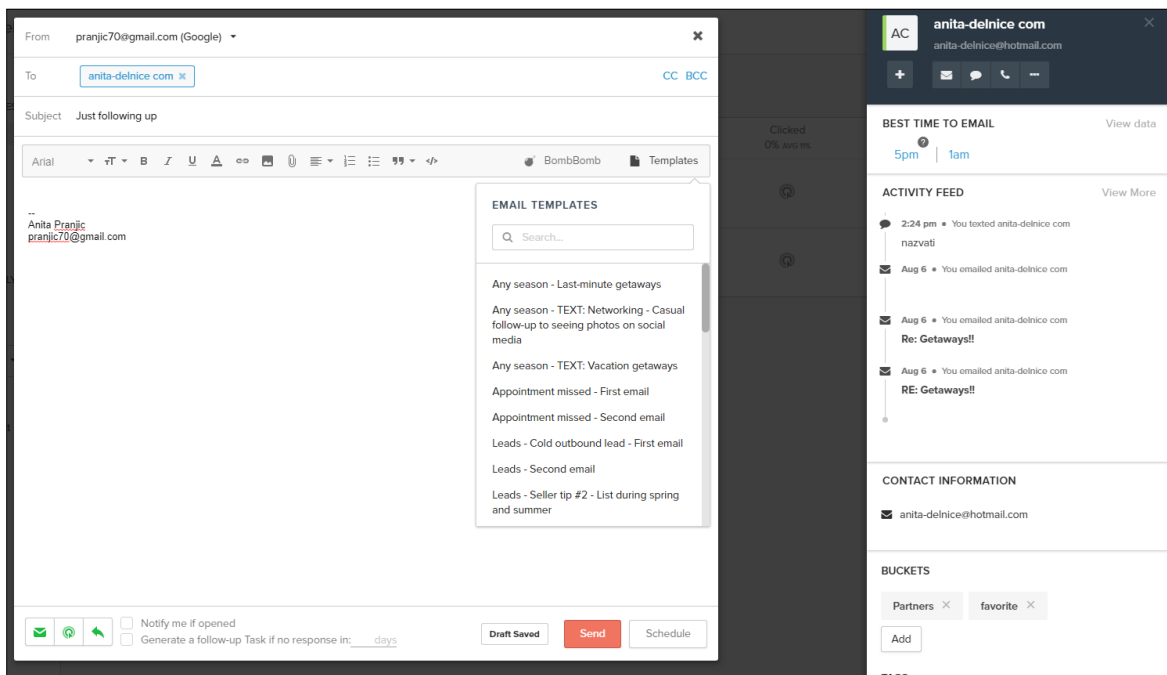 From pranjic70@gmail.com (Google)
To anita-delnice com CC BCC
Subject Just following up
Arial B I U A BombBomb Templates
--
Anita Pranjic
pranjic70@gmail.com
EMAIL TEMPLATES
Search...
Any season - Last-minute getaways
Any season - TEXT: Networking - Casual
follow-up to seeing photos on social
media
Any season - TEXT: Vacation getaways
Appointment missed - First email
Appointment missed - Second email
Leads - Cold outbound lead - First email
Leads - Second email
Leads - Seller tip #2 - List during spring
and summer
Notify me if opened
Generate a follow-up Task if no response in: days
Draft Saved Send Schedule
Clicked
0% AVG 11%
AC anita-delnice com
anita-delnice@hotmail.com
BEST TIME TO EMAIL View data
5pm ? 1am
ACTIVITY FEED View More
2:24 pm • You texted anita-delnice com
nazvati
Aug 6 • You emailed anita-delnice com
Aug 6 • You emailed anita-delnice com
Re: Getaways!!
Aug 6 • You emailed anita-delnice com
RE: Getaways!!
CONTACT INFORMATION
anita-delnice@hotmail.com
BUCKETS
Partners × favorite ×
Add
TAGS